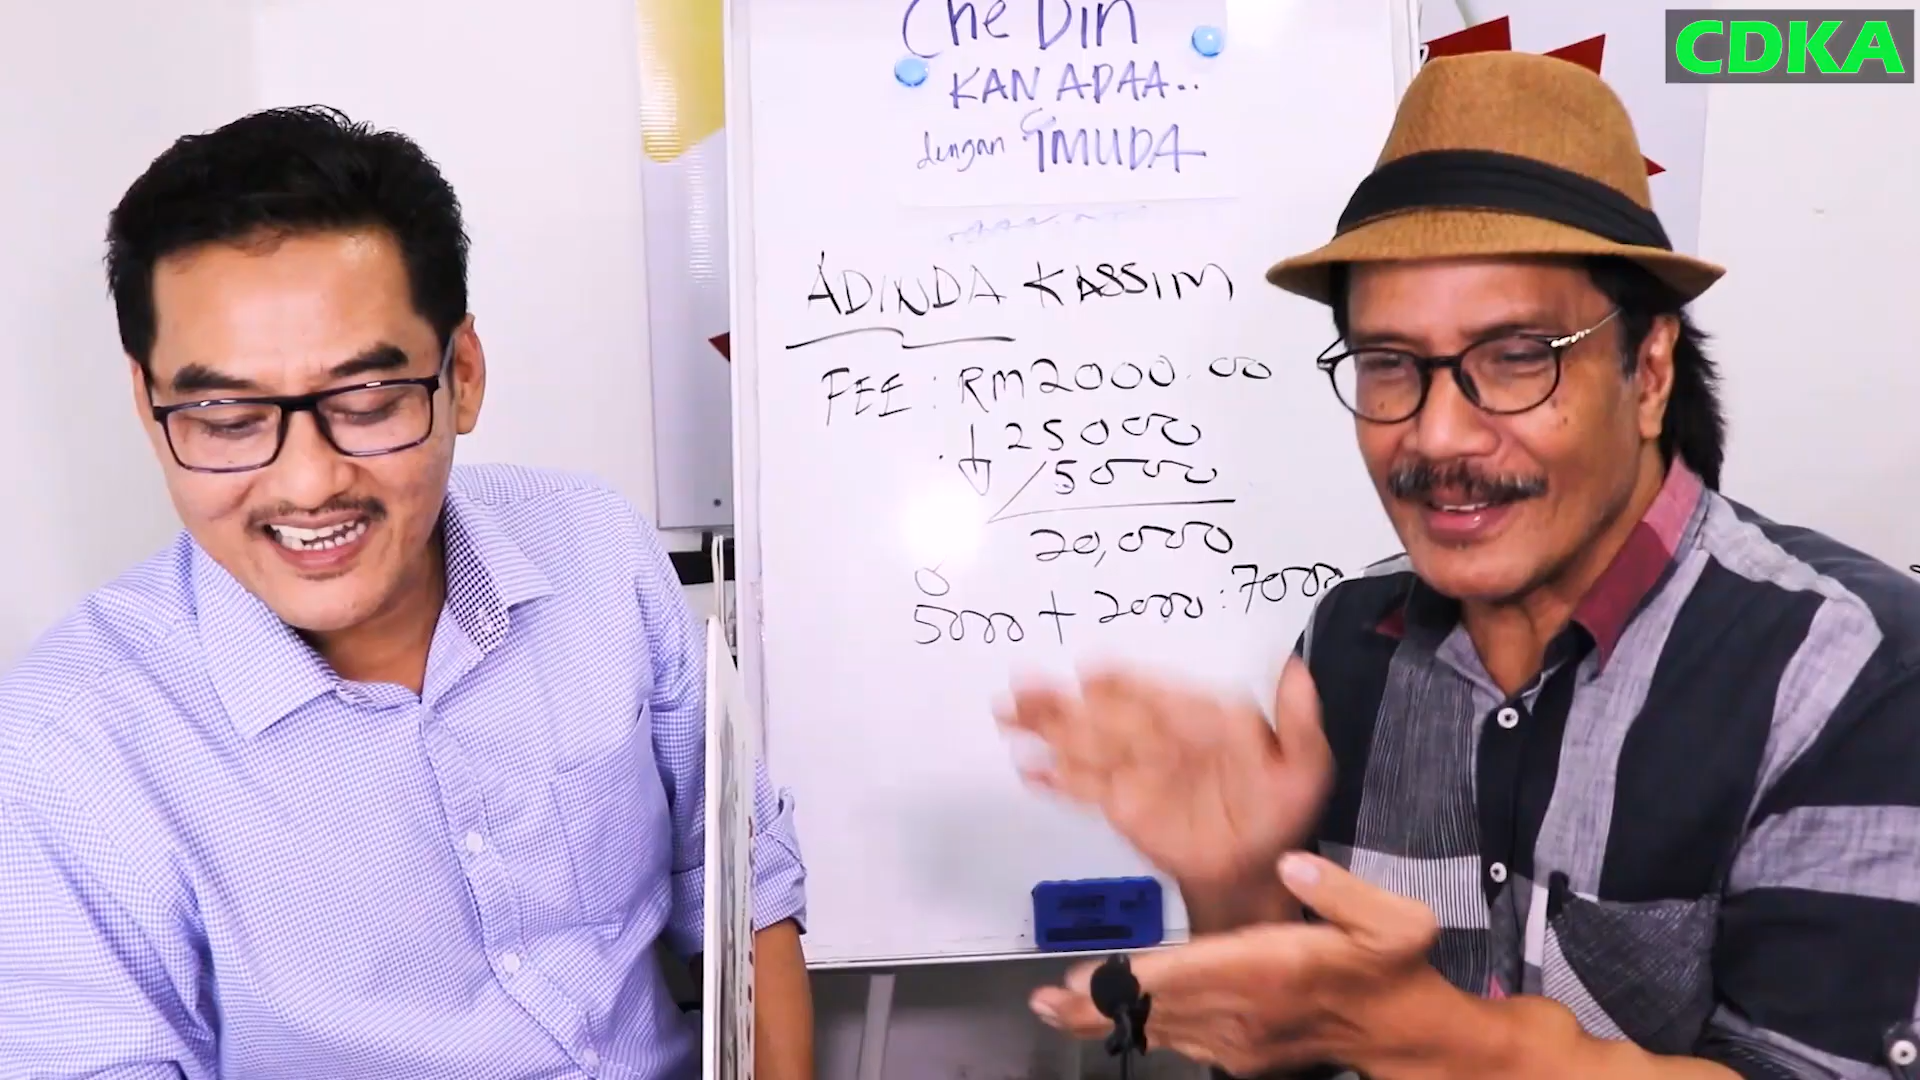 CDKA
Che Din
KAN ADAA..
dengan IMUDA
ADINDA KASSIM
FEE : RM2000.00
25000
5000
20,000
5000 + 2000 : 7000